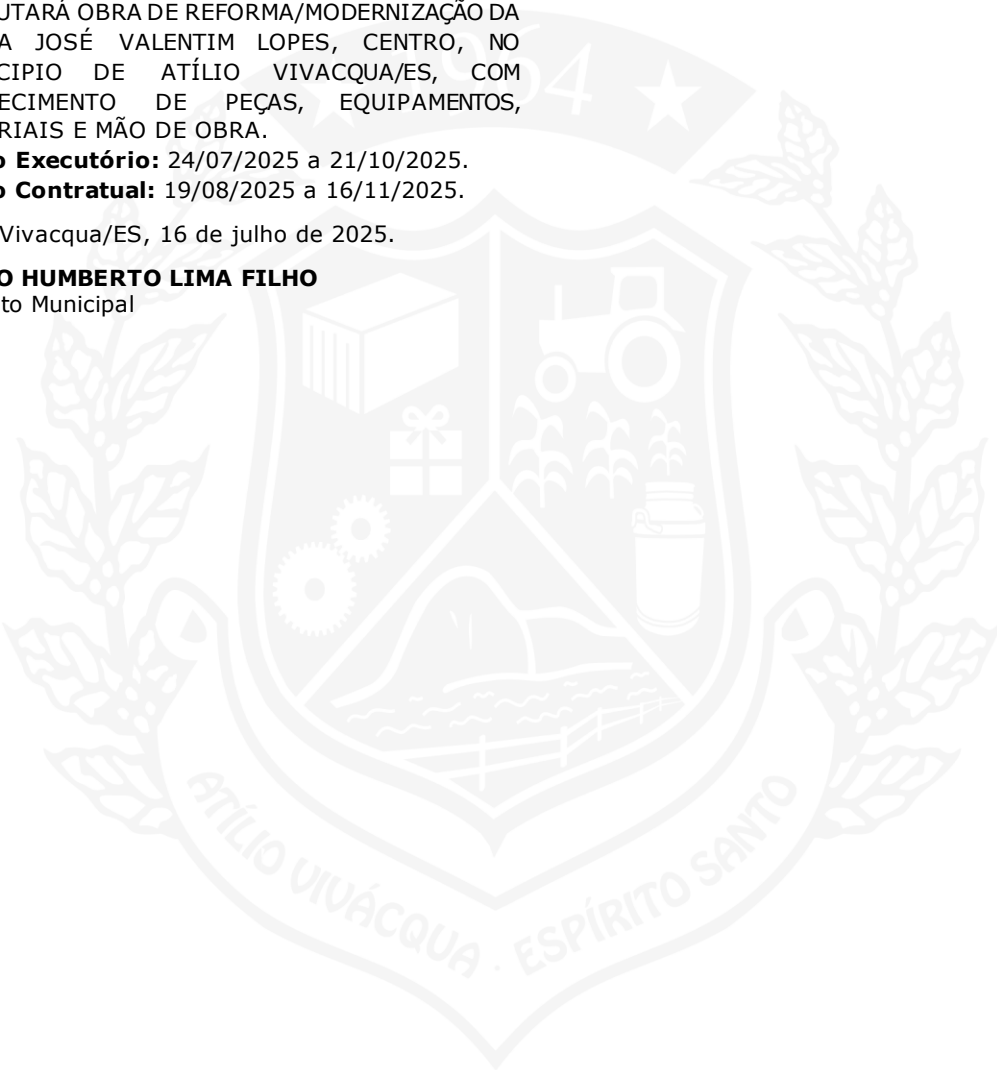 UTARÁ OBRA DE REFORMA/MODERNIZAÇÃO DA
A JOSÉ VALENTIM LOPES, CENTRO, NO
CIPIO DE ATÍLIO VIVACQUA/ES, COM
ECIMENTO DE PEÇAS, EQUIPAMENTOS,
RIAIS E MÃO DE OBRA.
o Executório: 24/07/2025 a 21/10/2025.
o Contratual: 19/08/2025 a 16/11/2025.
Vivacqua/ES, 16 de julho de 2025.
O HUMBERTO LIMA FILHO
to Municipal
1964
ATÍLIO VIVÁCQUA · ESPÍRITO SANTO